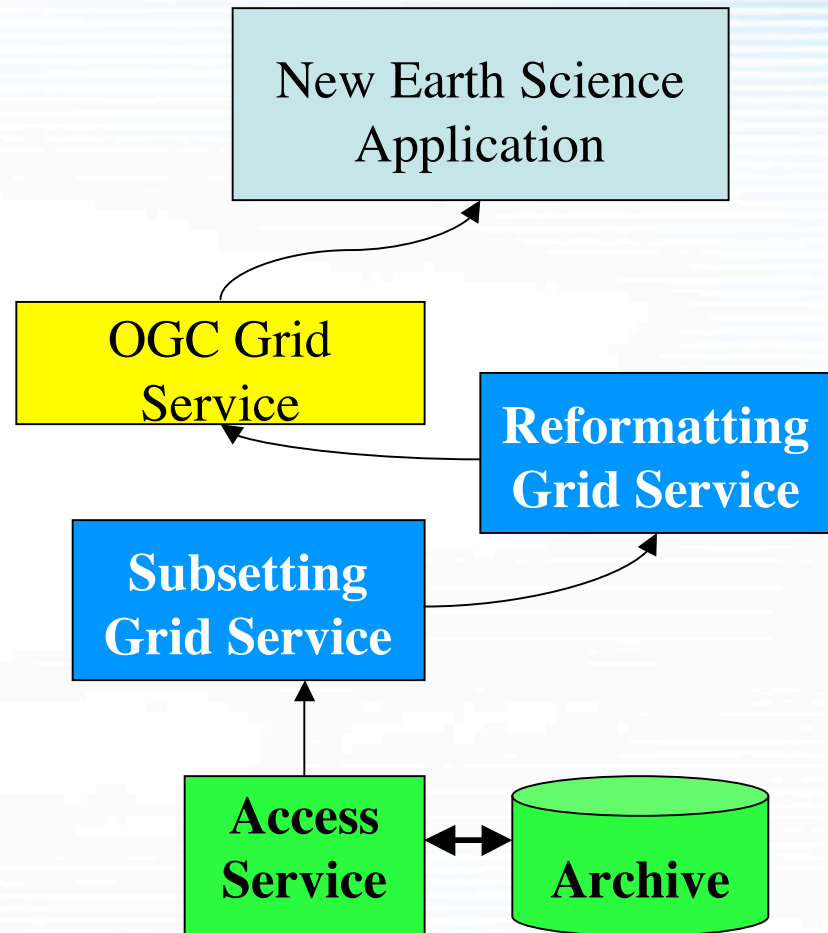 New Earth Science
Application
OGC Grid
Service
Reformatting
Grid Service
Subsetting
Grid Service
Access
Service
Archive